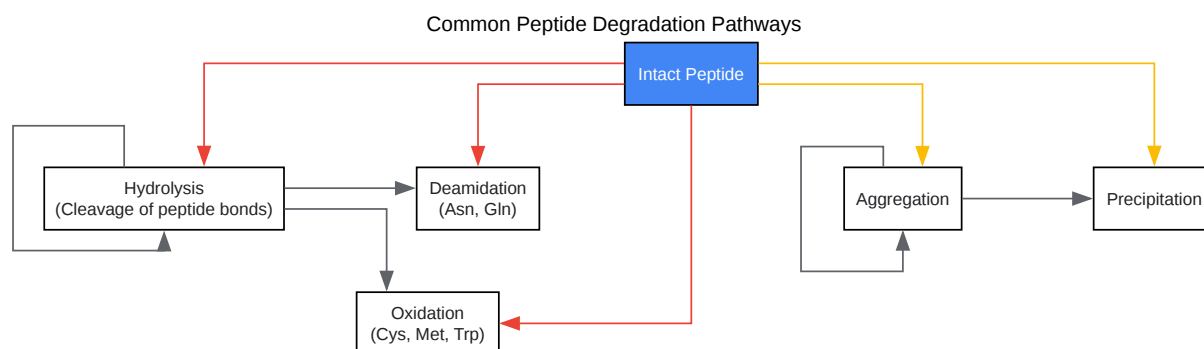 Common Peptide Degradation Pathways
Intact Peptide
Hydrolysis
(Cleavage of peptide bonds)
Deamidation
(Asn, Gln)
Aggregation
Precipitation
Oxidation
(Cys, Met, Trp)